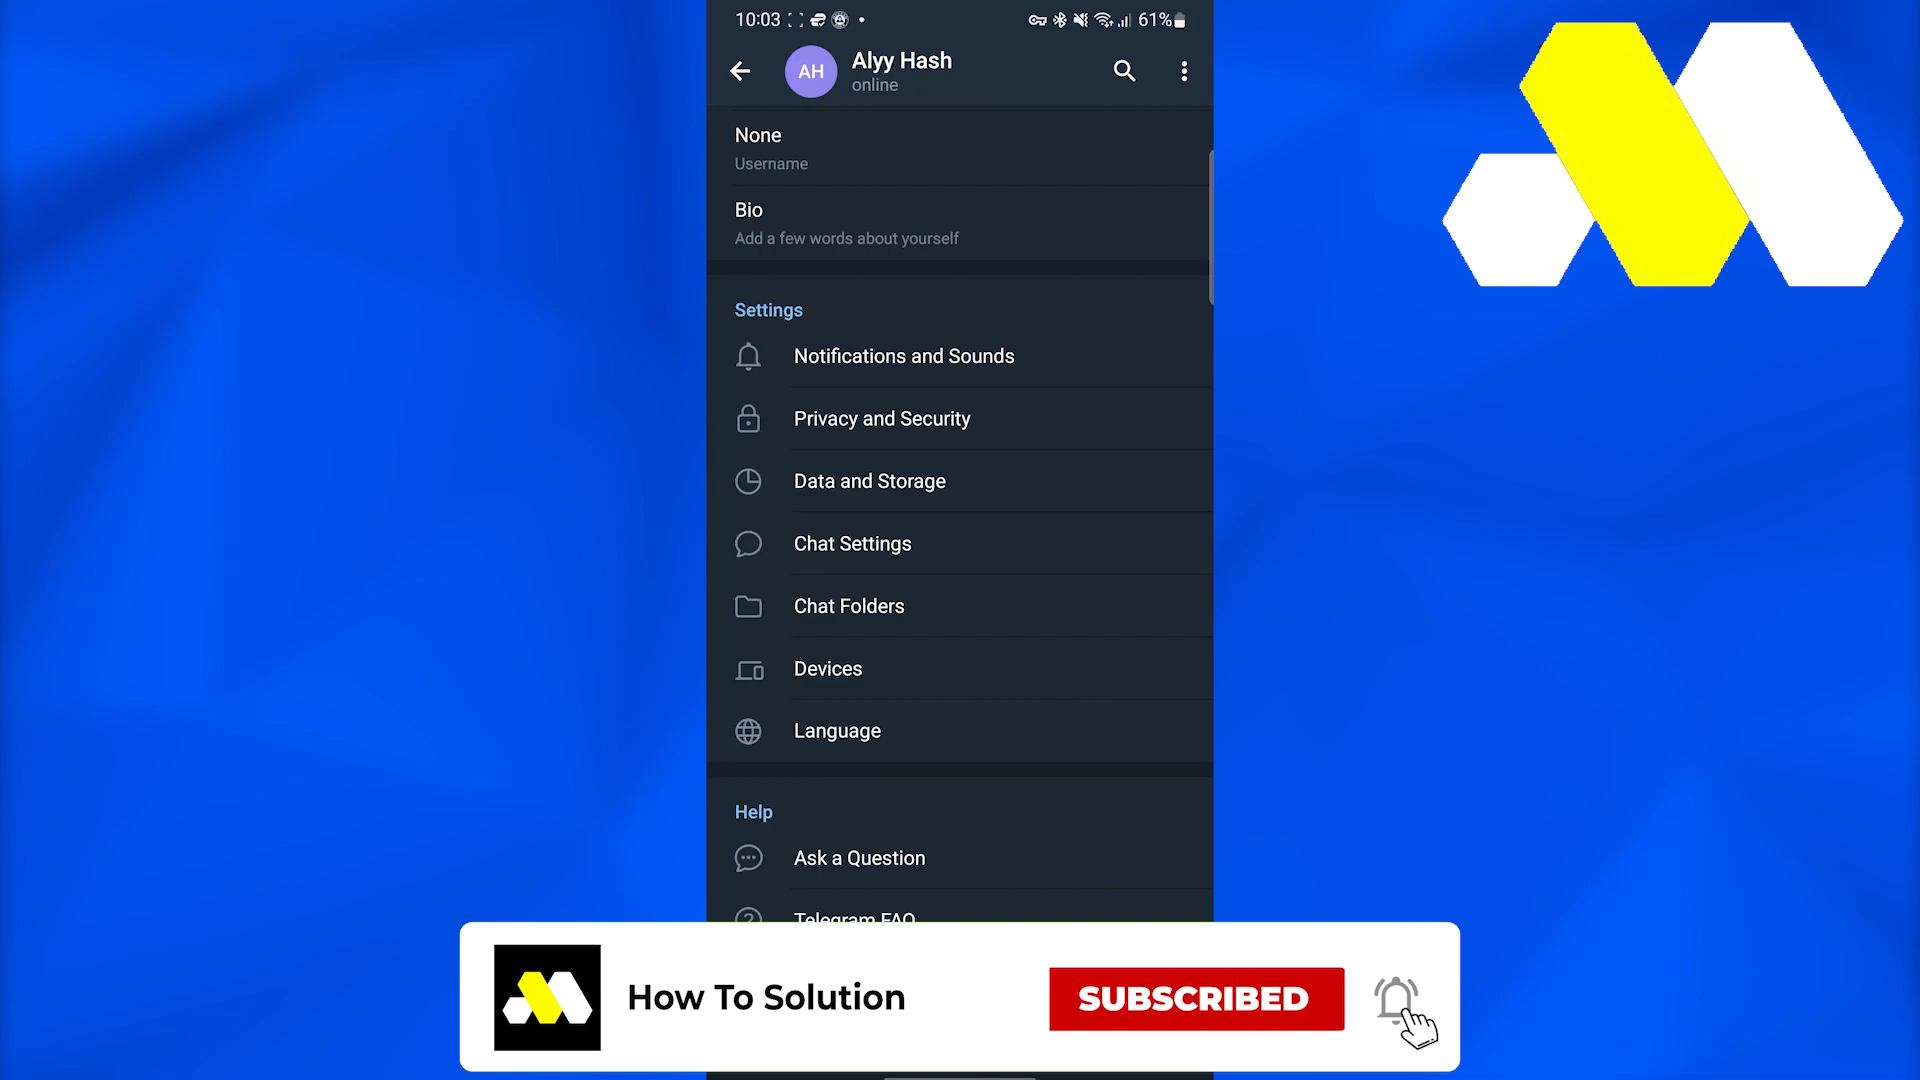 10:03
61%
AH
Alyy Hash
online
None
Username
Bio
Add a few words about yourself
Settings
Notifications and Sounds
Privacy and Security
Data and Storage
Chat Settings
Chat Folders
Devices
Language
Help
Ask a Question
Telegram FAQ
How To Solution
SUBSCRIBED